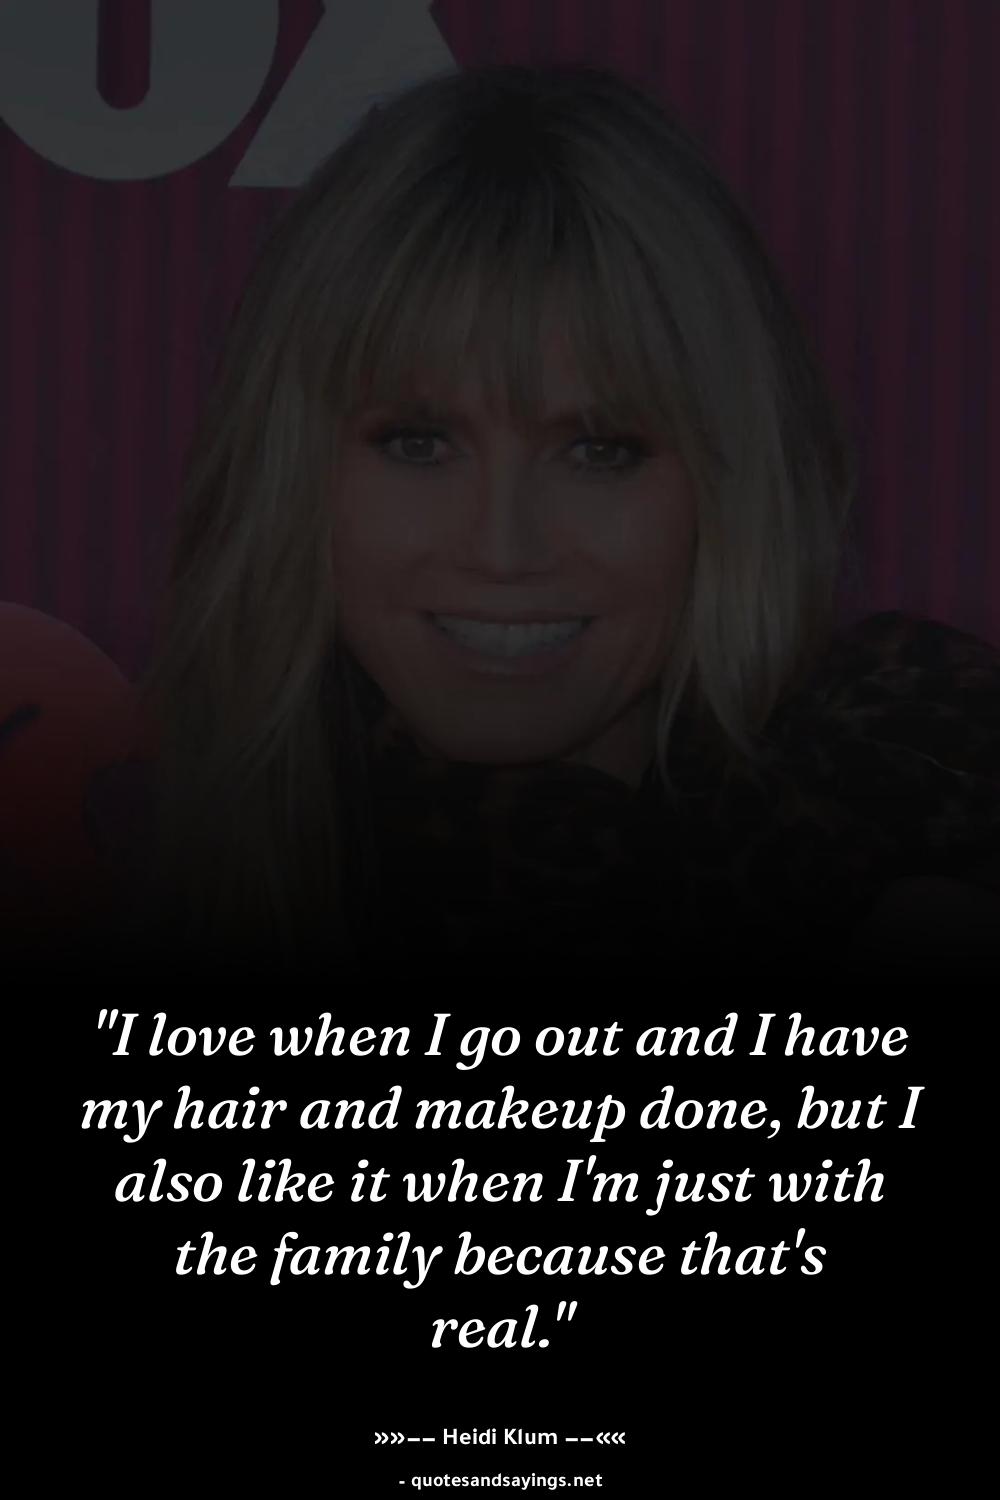 "I love when I go out and I have
my hair and makeup done, but I
also like it when I'm just with
the family because that's
real."
»»−− Heidi Klum −−««
- quotesandsayings.net